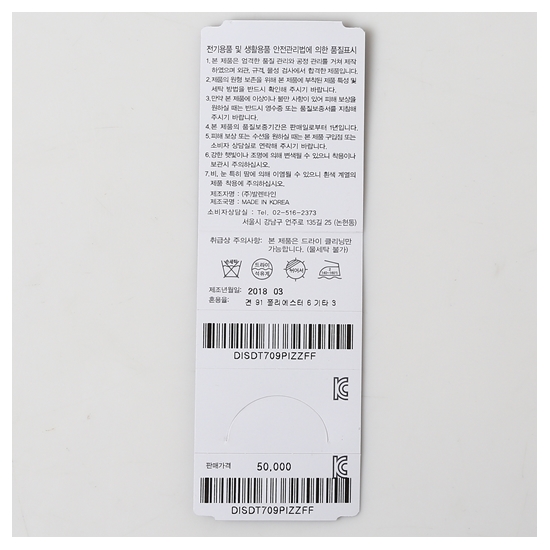 전기용품 및 생활용품 안전관리법에 의한 품질표시
1. 본 제품은 엄격한 품질 관리와 공정 관리를 거쳐 제작
하였으며 외관, 규격, 물성 검사에서 합격한 제품입니다.
2. 제품의 원형 보존을 위해 본 제품에 부착된 제품 특성 및
세탁 방법을 반드시 확인해 주시기 바랍니다.
3. 만약 본 제품에 이상이나 불만 사항이 있어 피해 보상을
원하실 때는 반드시 영수증 또는 품질보증서를 지참해
주시기 바랍니다.
4. 본 제품의 품질보증기간은 판매일로부터 1년입니다.
5. 피해 보상 또는 수선을 원하실 때는 본 제품 구입점 또는
소비자 상담실로 연락해 주시기 바랍니다.
6. 강한 햇빛이나 조명에 의해 변색될 수 있으니 착용이나
보관시 주의하십시오.
7. 비, 눈 특히 땀에 의해 이염될 수 있으니 흰색 계열의
제품 착용에 주의하십시오.
제조자명 : (주)발렌타인
제조국명 : MADE IN KOREA
소비자상담실 : Tel. 02-516-2373
서울시 강남구 언주로 135길 25 (논현동)
취급상 주의사항: 본 제품은 드라이 클리닝만
가능합니다. (물세탁 불가)
드라이
석유계
짜는약
제조년월일: 2018 03
혼용율: 면 91 폴리에스터 6 기타 3
DISDT709PIZZFF
KC
판매가격 50,000
KC
DISDT709PIZZFF